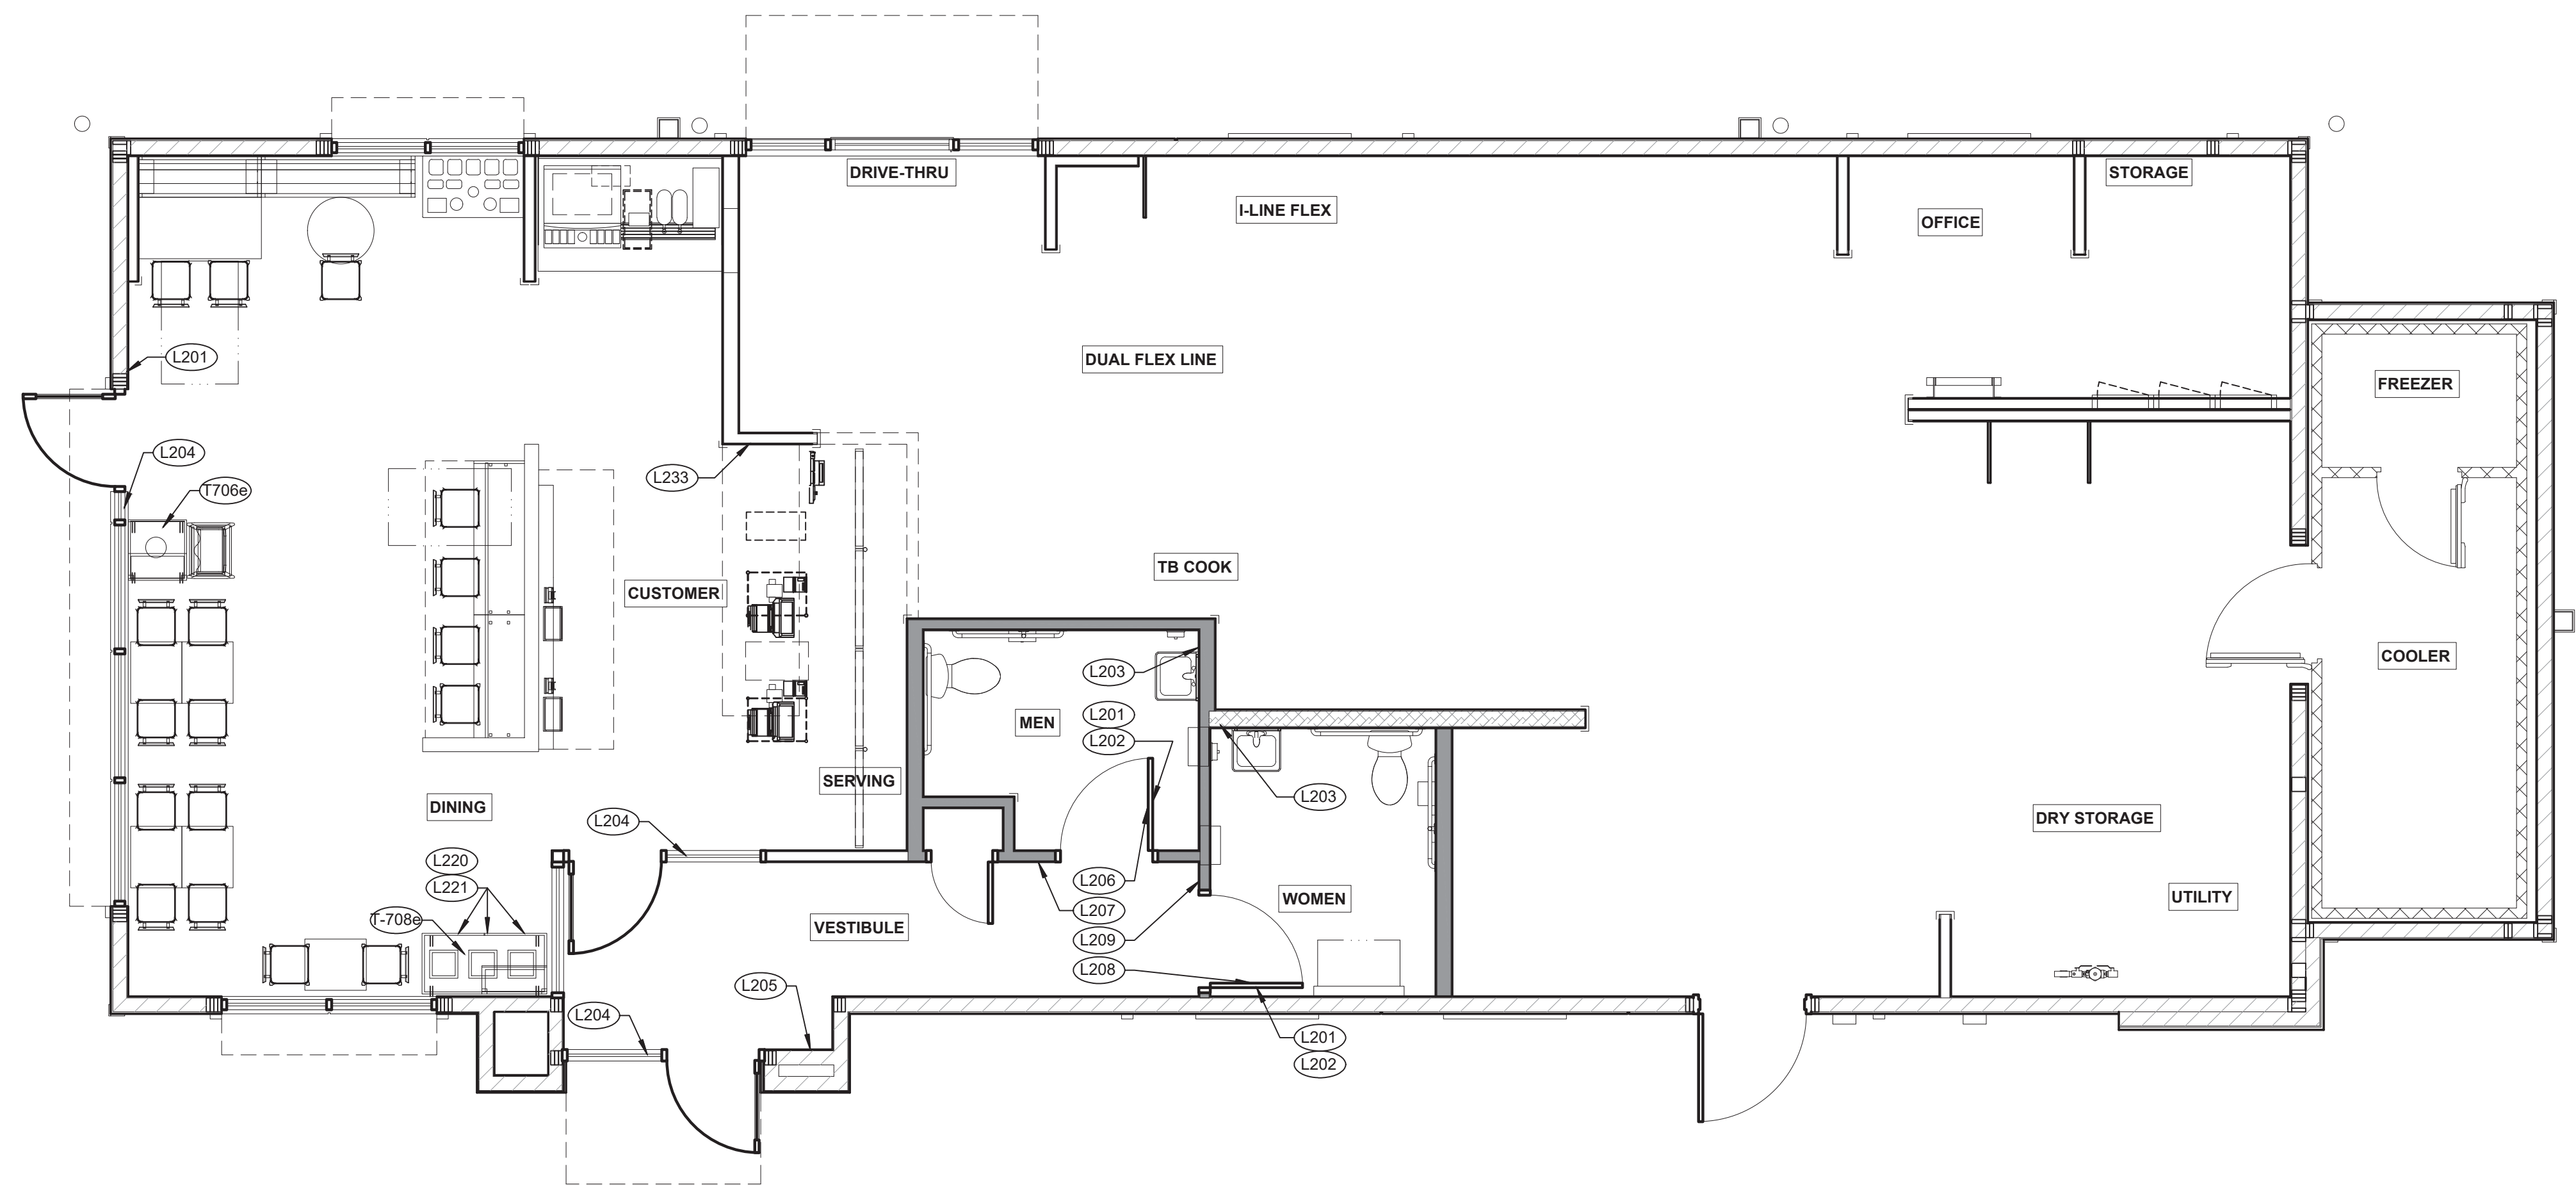 DRIVE-THRU
STORAGE
I-LINE FLEX
OFFICE
L201
DUAL FLEX LINE
FREEZER
L204
L233
T706e
TB COOK
CUSTOMER
COOLER
L203
MEN
L201
L202
SERVING
L203
DINING
L204
DRY STORAGE
L220
L221
L206
T-708e
WOMEN
UTILITY
L207
VESTIBULE
L209
L208
L205
L204
L201
L202